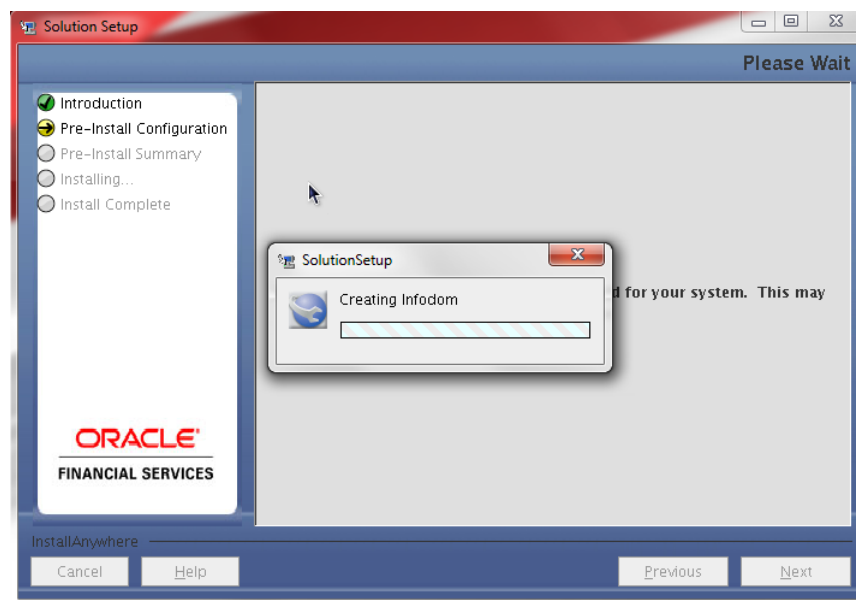 Solution Setup
Please Wait
Introduction
Pre-Install Configuration
Pre-Install Summary
Installing...
Install Complete
SolutionSetup
Creating Infodom
for your system. This may
ORACLE
FINANCIAL SERVICES
InstallAnywhere
Cancel
Help
Previous
Next